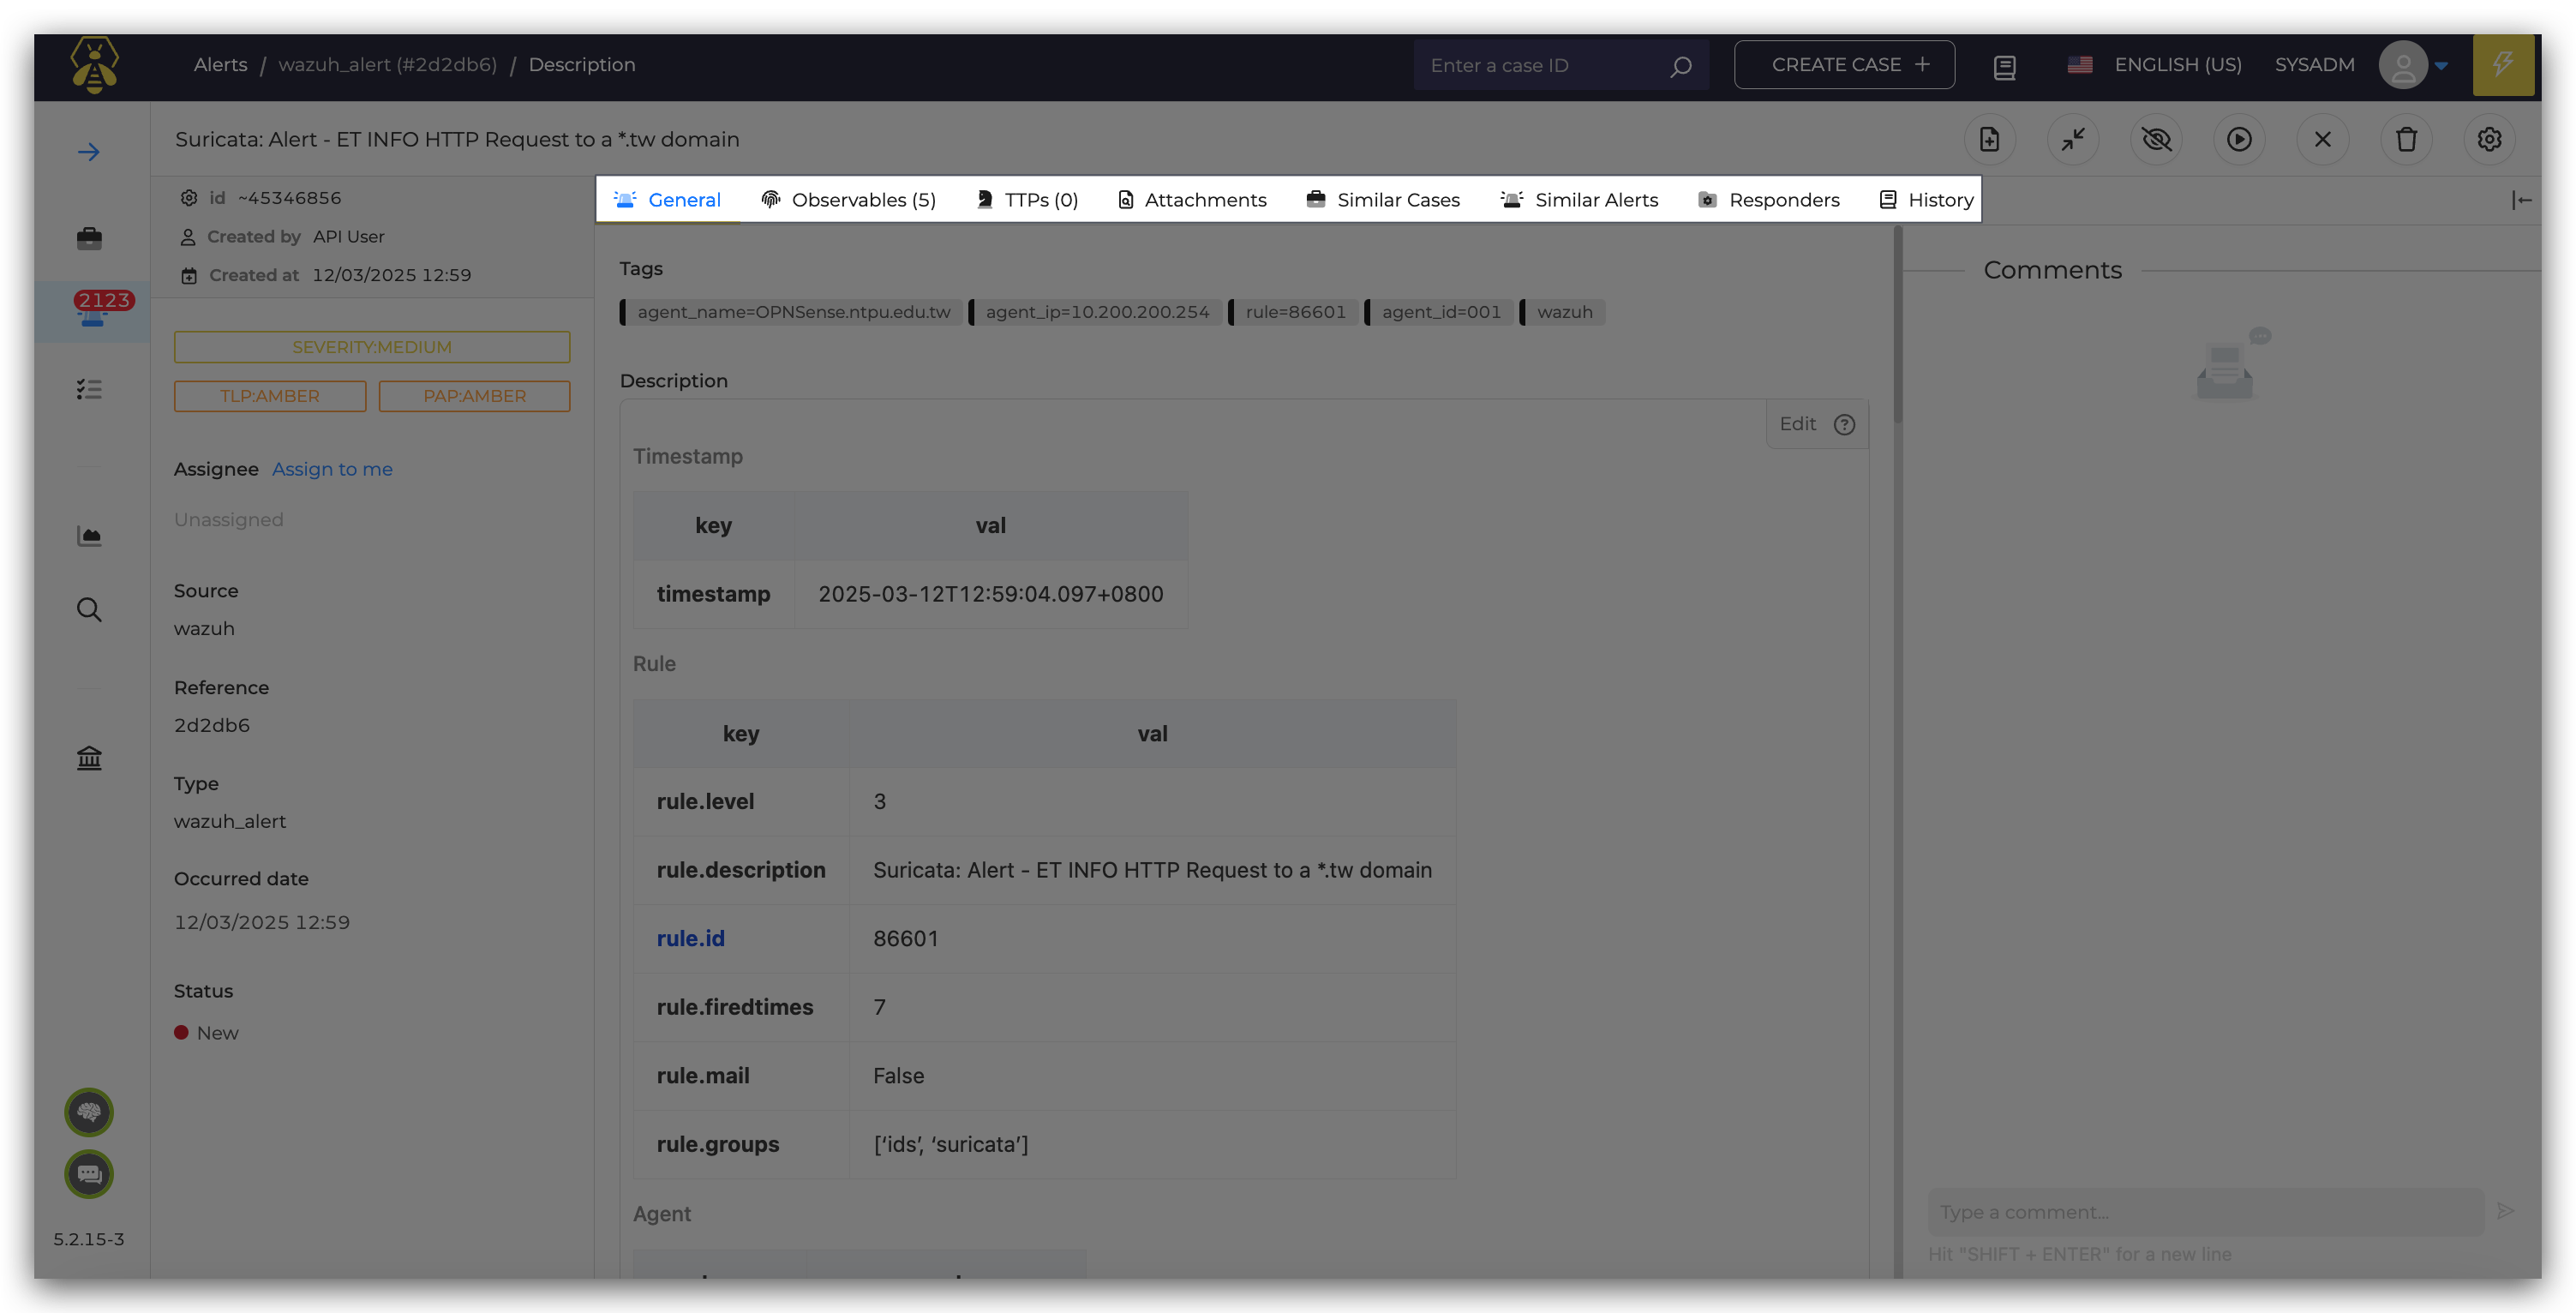 Alerts / wazuh_alert (#2d2db6) / Description
Enter a case ID
CREATE CASE +
ENGLISH (US)
SYSADM
Suricata: Alert - ET INFO HTTP Request to a *.tw domain
id ~45346856
Created by API User
Created at 12/03/2025 12:59
2123
SEVERITY:MEDIUM
TLP:AMBER PAP:AMBER
Assignee Assign to me
Unassigned
Source
wazuh
Reference
2d2db6
Type
wazuh_alert
Occurred date
12/03/2025 12:59
Status
New
5.2.15-3
General Observables (5) TTPs (0) Attachments Similar Cases Similar Alerts Responders History
Tags
agent_name=OPNSense.ntpu.edu.tw agent_ip=10.200.200.254 rule=86601 agent_id=001 wazuh
Description
Edit
Timestamp
key val
timestamp 2025-03-12T12:59:04.097+0800
Rule
key val
rule.level 3
rule.description Suricata: Alert - ET INFO HTTP Request to a *.tw domain
rule.id 86601
rule.firedtimes 7
rule.mail False
rule.groups [‘ids’, ‘suricata’]
Agent
Comments
Type a comment...
Hit "SHIFT + ENTER" for a new line